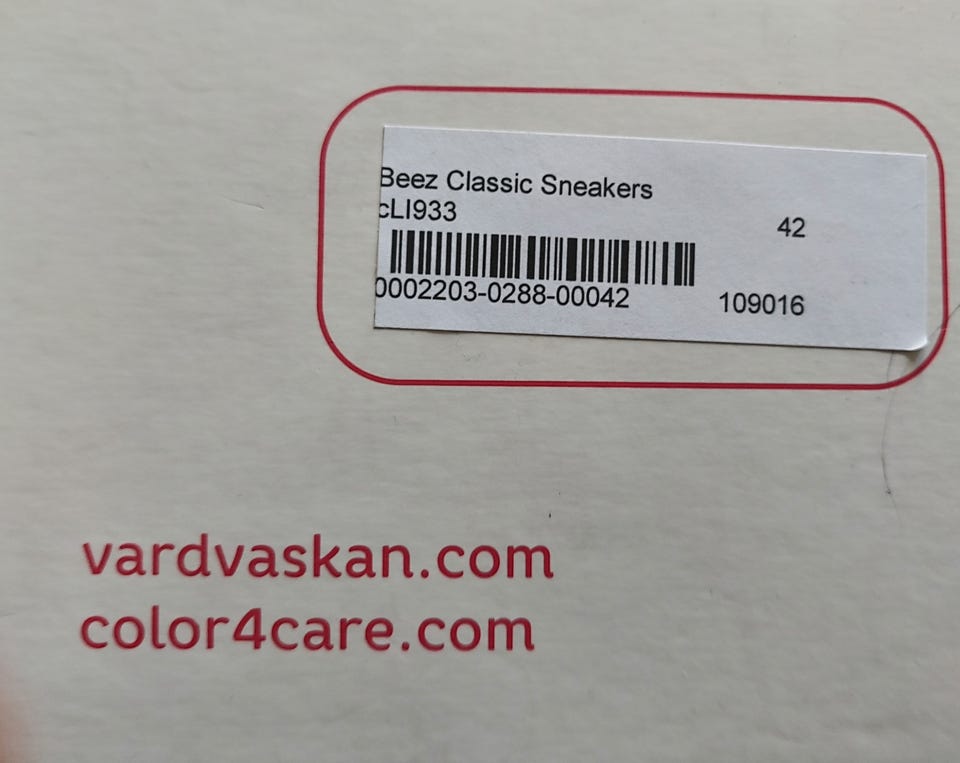 Beez Classic Sneakers
cLI933
42
0002203-0288-00042
109016
vardvaskan.com
color4care.com